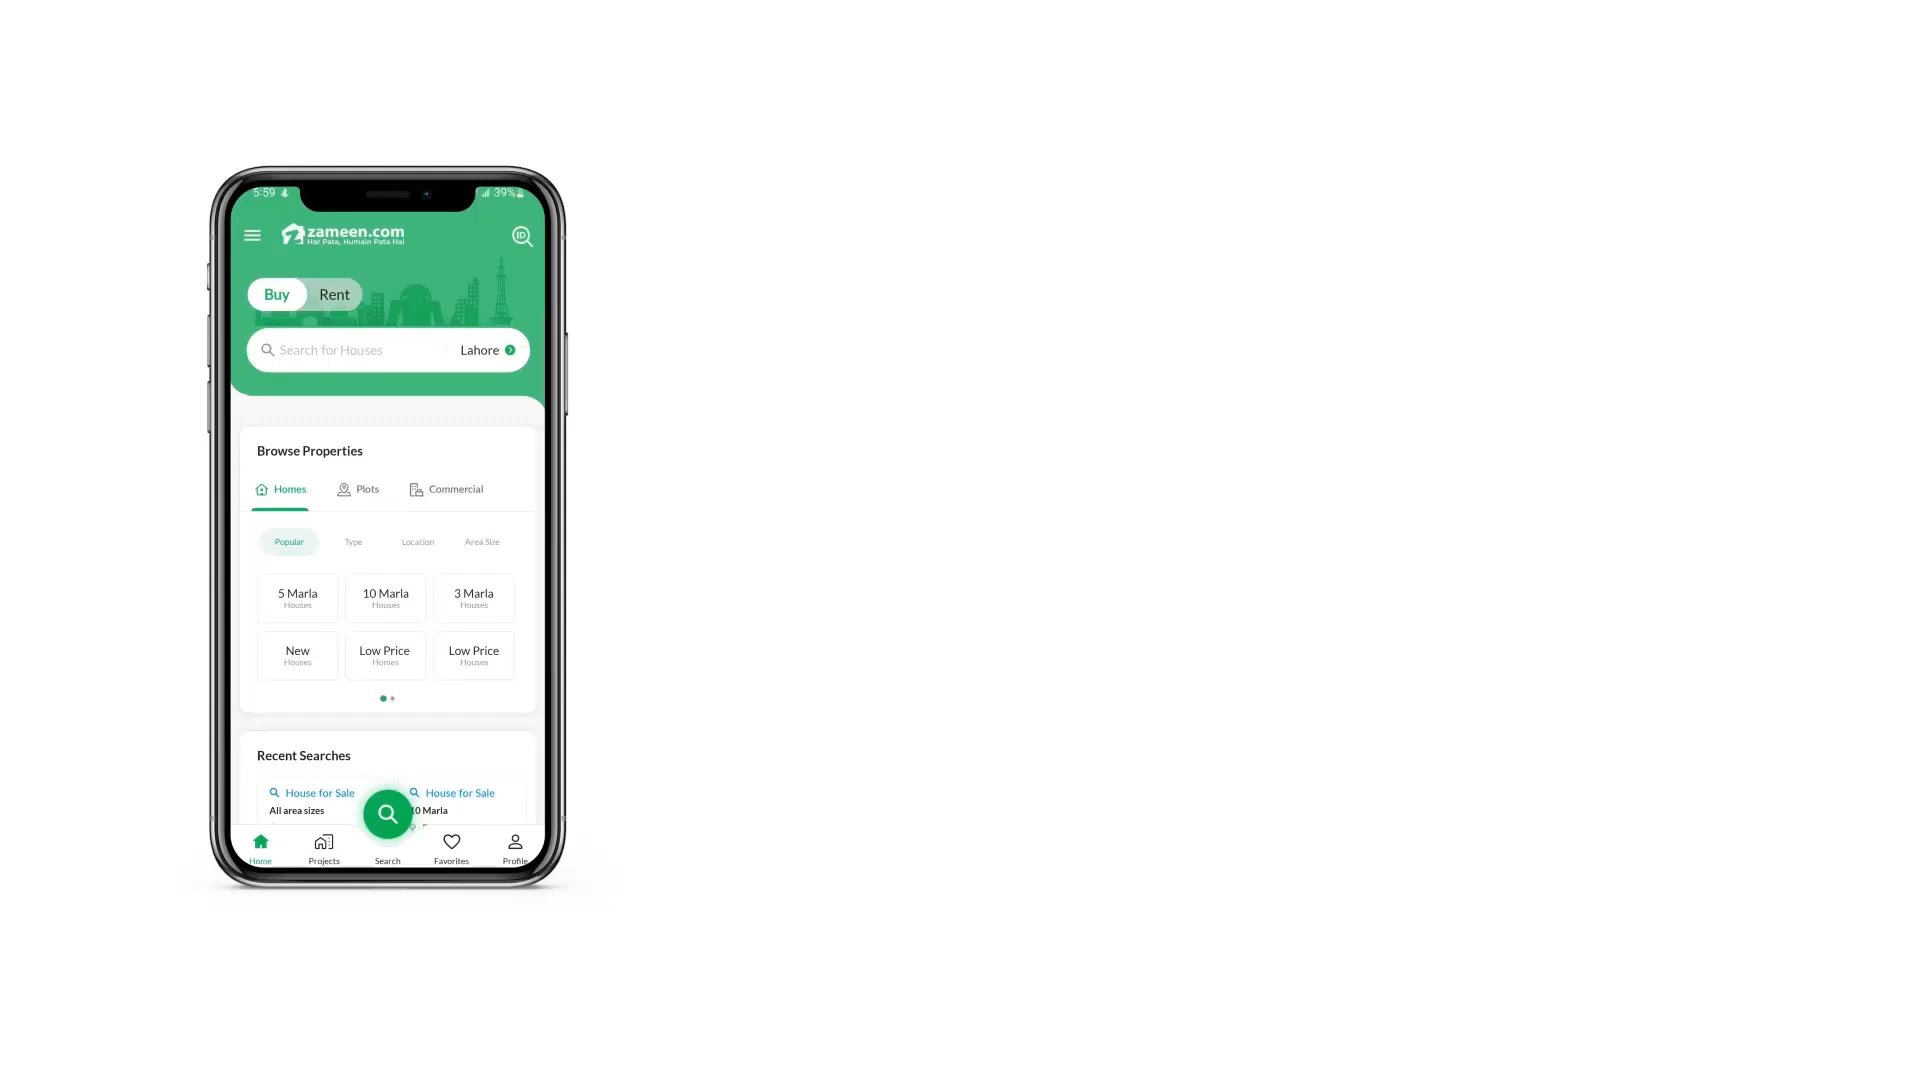 5:59
39%
zameen.com
Har Pata, Humain Pata Hai
ID
Buy Rent
Search for Houses Lahore
Browse Properties
Homes Plots Commercial
Popular Type Location Area Size
5 Marla 10 Marla 3 Marla
Houses Houses Houses
New Low Price Low Price
Houses Homes Houses
Recent Searches
House for Sale House for Sale
All area sizes 10 Marla
Home Projects Search Favorites Profile